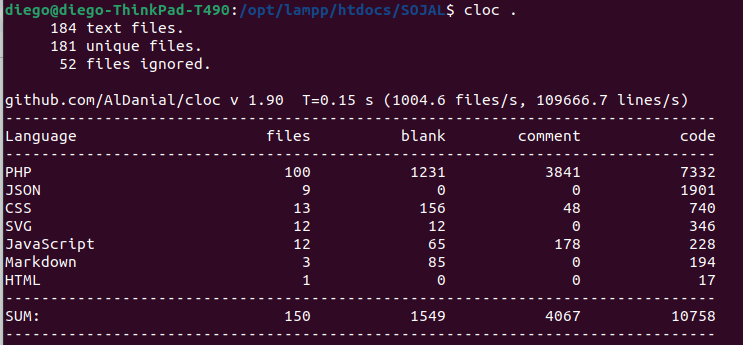 diego@diego-ThinkPad-T490:/opt/lampp/htdocs/SOJAL$ cloc .
     184 text files.
     181 unique files.
      52 files ignored.

github.com/AlDanial/cloc v 1.90  T=0.15 s (1004.6 files/s, 109666.7 lines/s)
-------------------------------------------------------------------------------
Language                     files          blank        comment           code
-------------------------------------------------------------------------------
PHP                            100           1231           3841           7332
JSON                             9              0              0           1901
CSS                             13            156             48            740
SVG                             12             12              0            346
JavaScript                      12             65            178            228
Markdown                         3             85              0            194
HTML                             1              0              0             17
-------------------------------------------------------------------------------
SUM:                           150           1549           4067          10758
-------------------------------------------------------------------------------